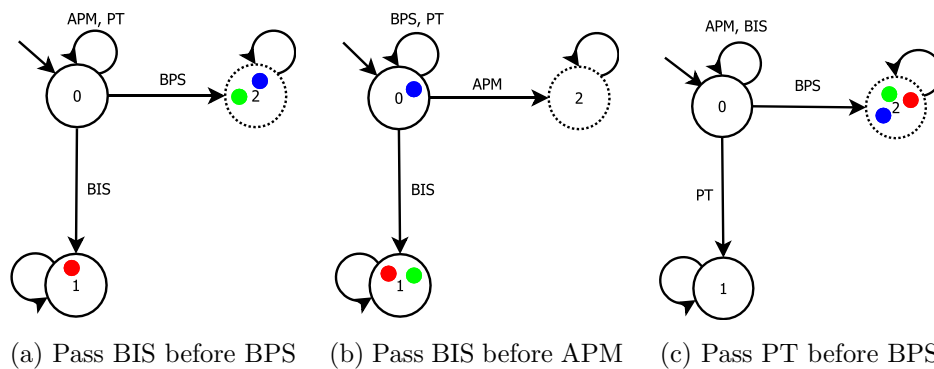 APM, PT
0
BPS
2
BIS
1
(a) Pass BIS before BPS
BPS, PT
0
APM
2
BIS
1
(b) Pass BIS before APM
APM, BIS
0
BPS
2
PT
1
(c) Pass PT before BPS